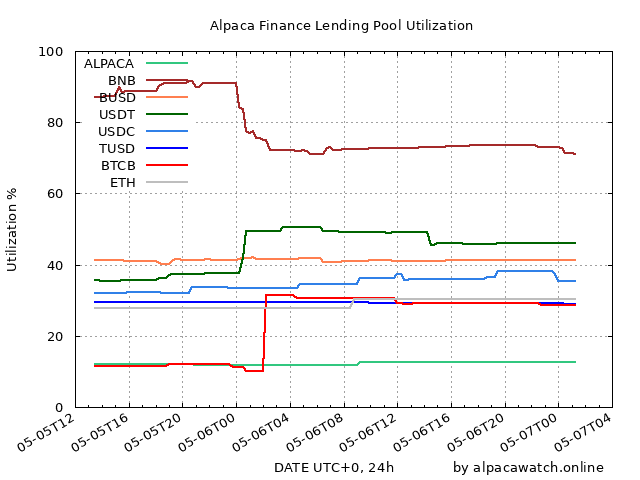 Alpaca Finance Lending Pool Utilization
Utilization %
100
80
60
40
20
0
ALPACA
BNB
BUSD
USDT
USDC
TUSD
BTCB
ETH
05-05T12
05-05T16
05-05T20
05-06T00
05-06T04
05-06T08
05-06T12
05-06T16
05-06T20
05-07T00
05-07T04
DATE UTC+0, 24h
by alpacawatch.online